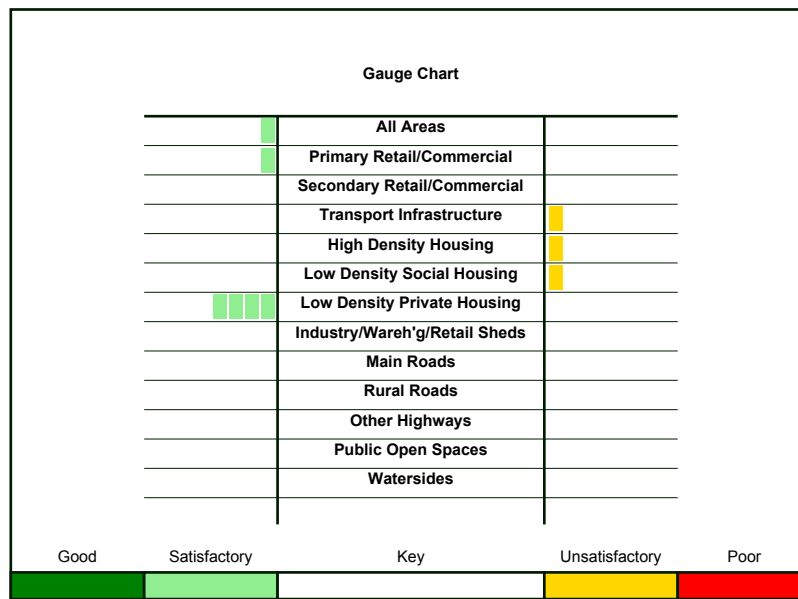 Gauge Chart
All Areas
Primary Retail/Commercial
Secondary Retail/Commercial
Transport Infrastructure
High Density Housing
Low Density Social Housing
Low Density Private Housing
Industry/Wareh'g/Retail Sheds
Main Roads
Rural Roads
Other Highways
Public Open Spaces
Watersides
Good Satisfactory Key Unsatisfactory Poor